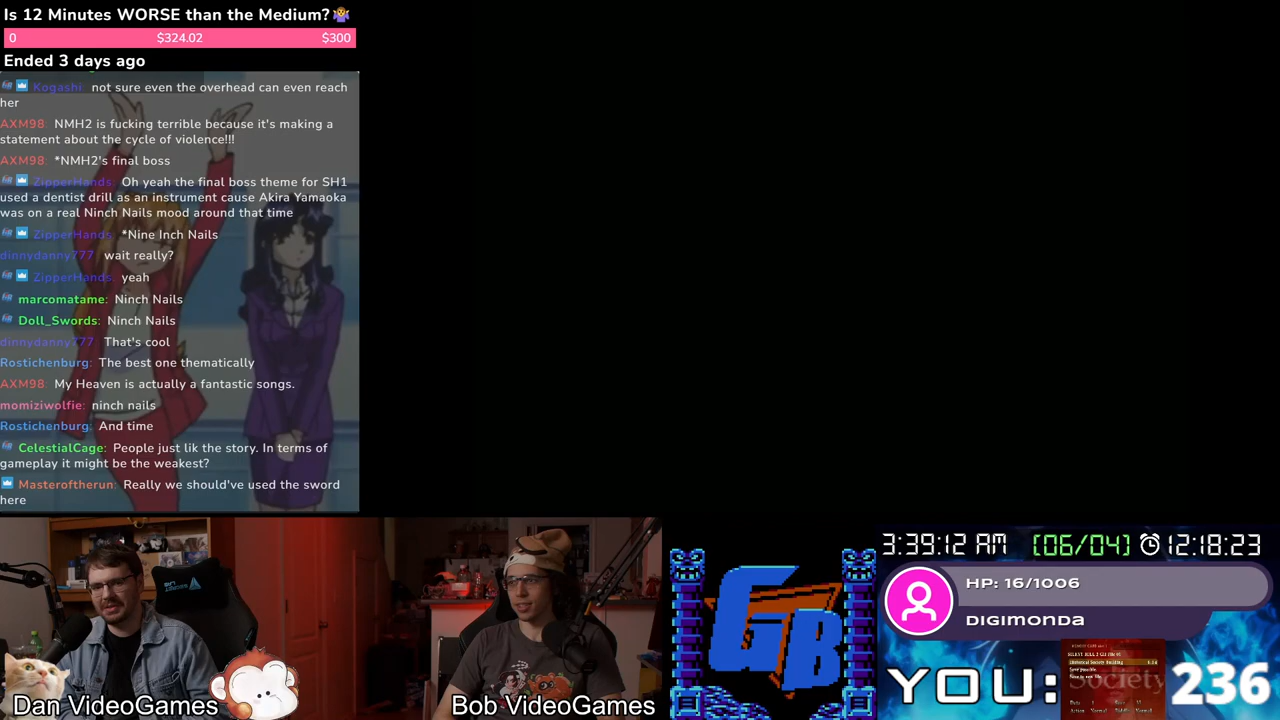 Is 12 Minutes WORSE than the Medium?🤷‍♀️
0 $324.02 $300
Ended 3 days ago
Kogashi: not sure even the overhead can even reach
her
AXM98: NMH2 is fucking terrible because it's making a
statement about the cycle of violence!!!
AXM98: *NMH2's final boss
ZipperHands: Oh yeah the final boss theme for SH1
used a dentist drill as an instrument cause Akira Yamaoka
was on a real Ninch Nails mood around that time
ZipperHands: *Nine Inch Nails
dinnydanny777: wait really?
ZipperHands: yeah
marcomatame: Ninch Nails
Doll_Swords: Ninch Nails
dinnydanny777: That's cool
Rostichenburg: The best one thematically
AXM98: My Heaven is actually a fantastic songs.
momiziwolfie: ninch nails
Rostichenburg: And time
CelestialCage: People just lik the story. In terms of
gameplay it might be the weakest?
Masteroftherun: Really we should've used the sword
here
Dan VideoGames
Bob VideoGames
GB
3:39:12 AM [06/04] 12:18:23
HP: 16/1006
DIGIMONDA
YOU:
Historical Society Building
Society
236